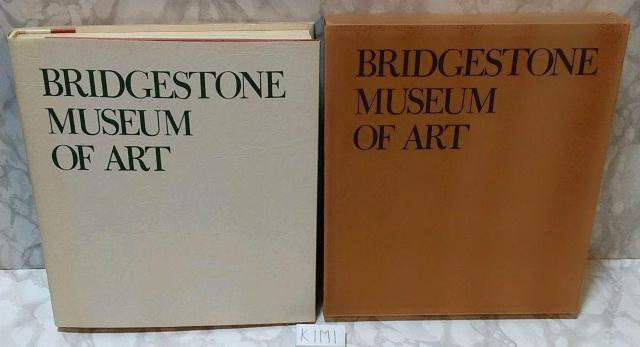 BRIDGESTONE
MUSEUM
OF ART
BRIDGESTONE
MUSEUM
OF ART
KIMI